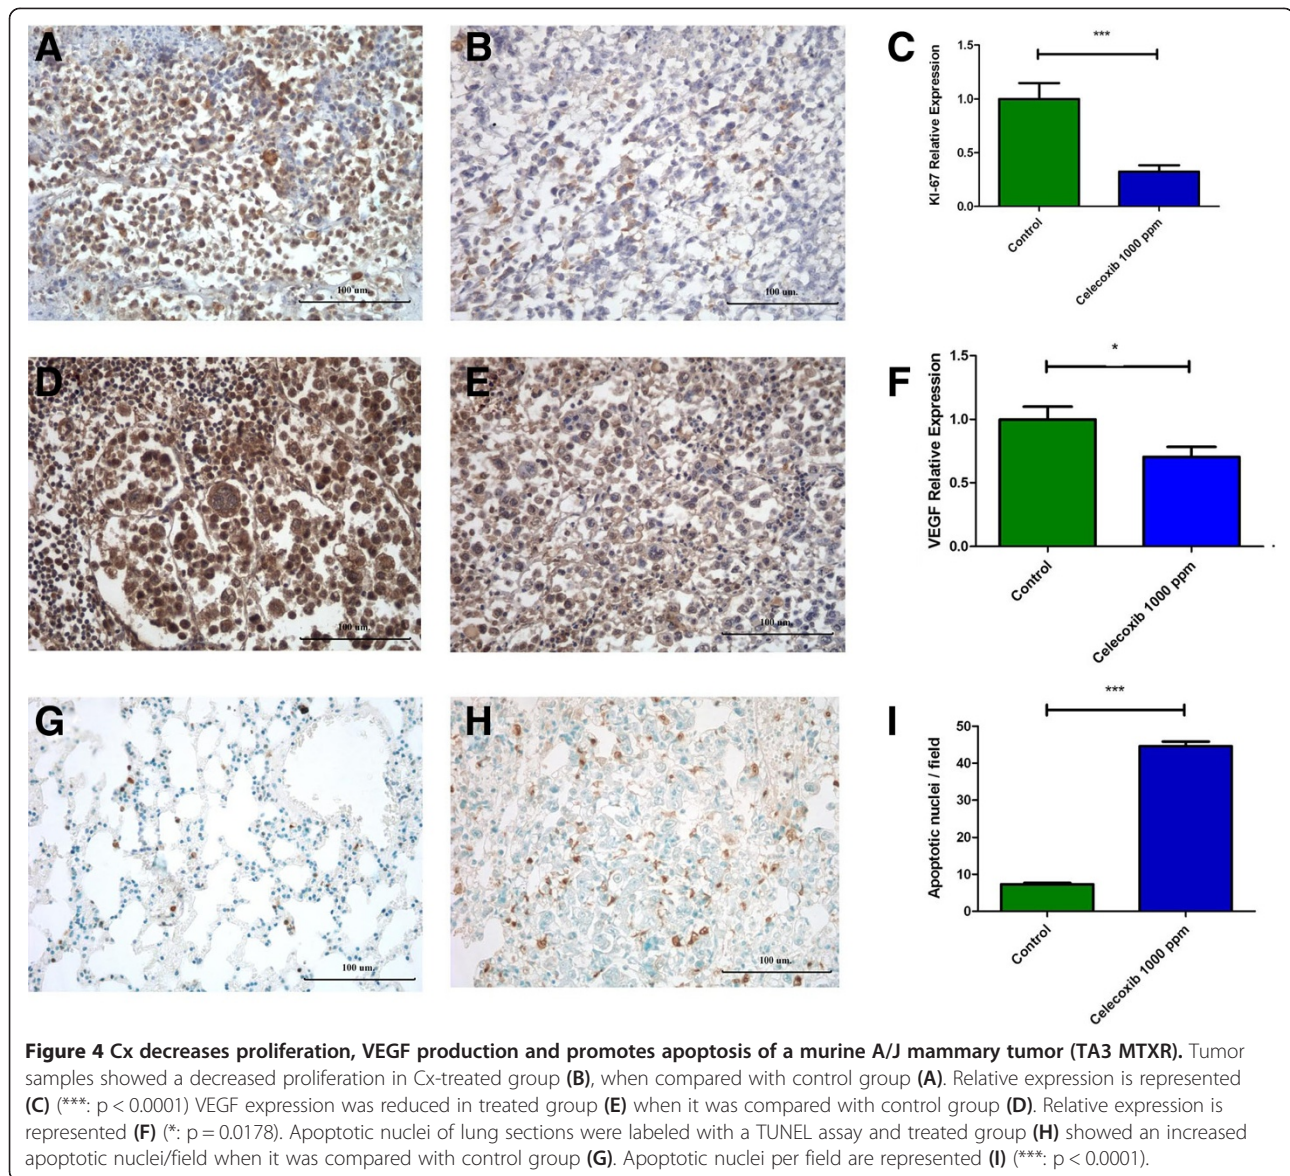 A
100 um.
B
100 um.
C
KI-67 Relative Expression
1.5
1.0
0.5
0.0
***
Control
Celecoxib 1000 ppm
D
100 um.
E
100 um.
F
VEGF Relative Expression
1.5
1.0
0.5
0.0
*
Control
Celecoxib 1000 ppm
G
100 um.
H
100 um.
I
Apoptotic nuclei / field
50
40
30
20
10
0
***
Control
Celecoxib 1000 ppm
Figure 4 Cx decreases proliferation, VEGF production and promotes apoptosis of a murine A/J mammary tumor (TA3 MTXR). Tumor
samples showed a decreased proliferation in Cx-treated group (B), when compared with control group (A). Relative expression is represented
(C) (***: p < 0.0001) VEGF expression was reduced in treated group (E) when it was compared with control group (D). Relative expression is
represented (F) (*: p = 0.0178). Apoptotic nuclei of lung sections were labeled with a TUNEL assay and treated group (H) showed an increased
apoptotic nuclei/field when it was compared with control group (G). Apoptotic nuclei per field are represented (I) (***: p < 0.0001).